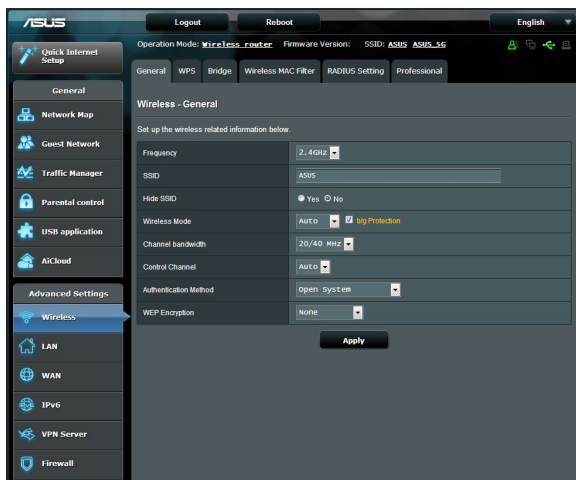 ASUS
Logout
Reboot
English
Quick Internet
Setup
Operation Mode: Wireless router Firmware Version: SSID: ASUS ASUS_5G
General WPS Bridge Wireless MAC Filter RADIUS Setting Professional
General
Network Map
Guest Network
Traffic Manager
Parental control
USB application
AiCloud
Advanced Settings
Wireless
LAN
WAN
IPv6
VPN Server
Firewall
Wireless - General
Set up the wireless related information below.
Frequency 2.4GHz
SSID ASUS
Hide SSID Yes No
Wireless Mode Auto b/g Protection
Channel bandwidth 20/40 MHz
Control Channel Auto
Authentication Method Open System
WEP Encryption None
Apply